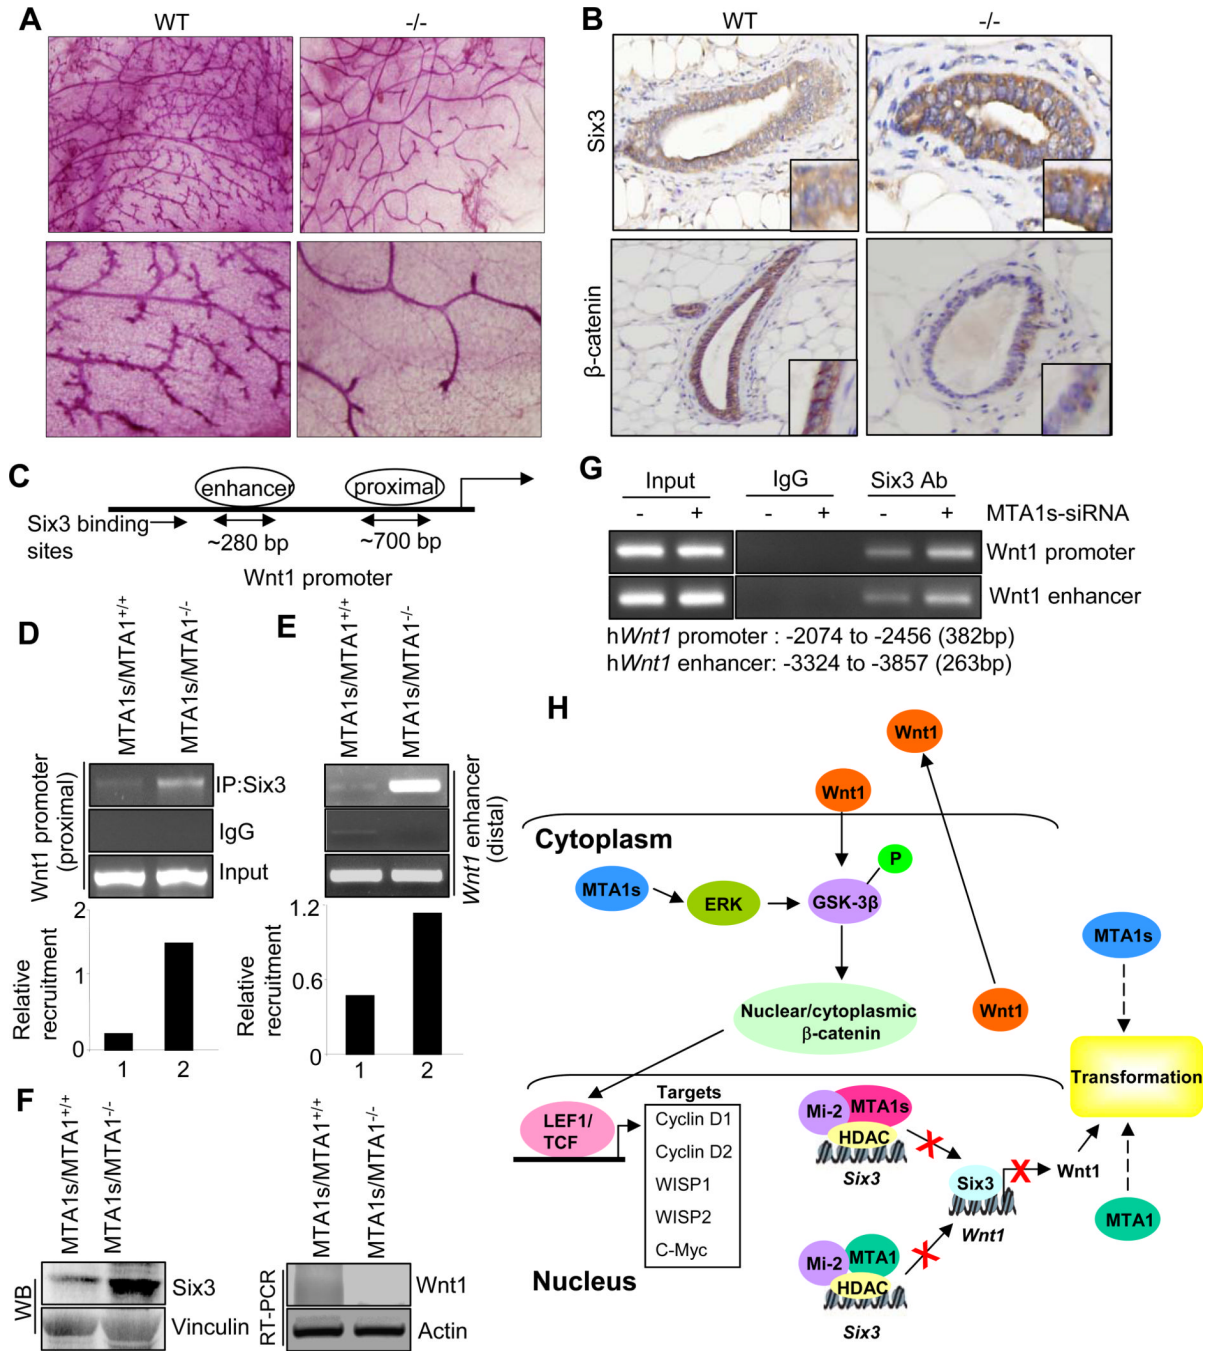 A
WT
-/-
B
WT
-/-
Six3
β-catenin
C
enhancer
proximal
Six3 binding
sites
~280 bp
~700 bp
Wnt1 promoter
G
Input
IgG
Six3 Ab
- + - + - + MTA1s-siRNA
Wnt1 promoter
Wnt1 enhancer
hWnt1 promoter : -2074 to -2456 (382bp)
hWnt1 enhancer: -3324 to -3857 (263bp)
D
MTA1s/MTA1+/+
MTA1s/MTA1-/-
Wnt1 promoter
(proximal)
IP:Six3
IgG
Input
2
1
0
Relative
recruitment
1
2
E
MTA1s/MTA1+/+
MTA1s/MTA1-/-
Wnt1 enhancer
(distal)
1.2
0.6
0
Relative
recruitment
1
2
F
MTA1s/MTA1+/+
MTA1s/MTA1-/-
WB
Six3
Vinculin
MTA1s/MTA1+/+
MTA1s/MTA1-/-
RT-PCR
Wnt1
Actin
H
Wnt1
Wnt1
Cytoplasm
P
MTA1s
ERK
GSK-3β
MTA1s
Nuclear/cytoplasmic
β-catenin
Wnt1
Transformation
LEF1/
TCF
Targets
Cyclin D1
Cyclin D2
WISP1
WISP2
C-Myc
Mi-2
MTA1s
HDAC
Six3
X
Six3
X
Wnt1
Wnt1
MTA1
Mi-2
MTA1
HDAC
Six3
X
Nucleus